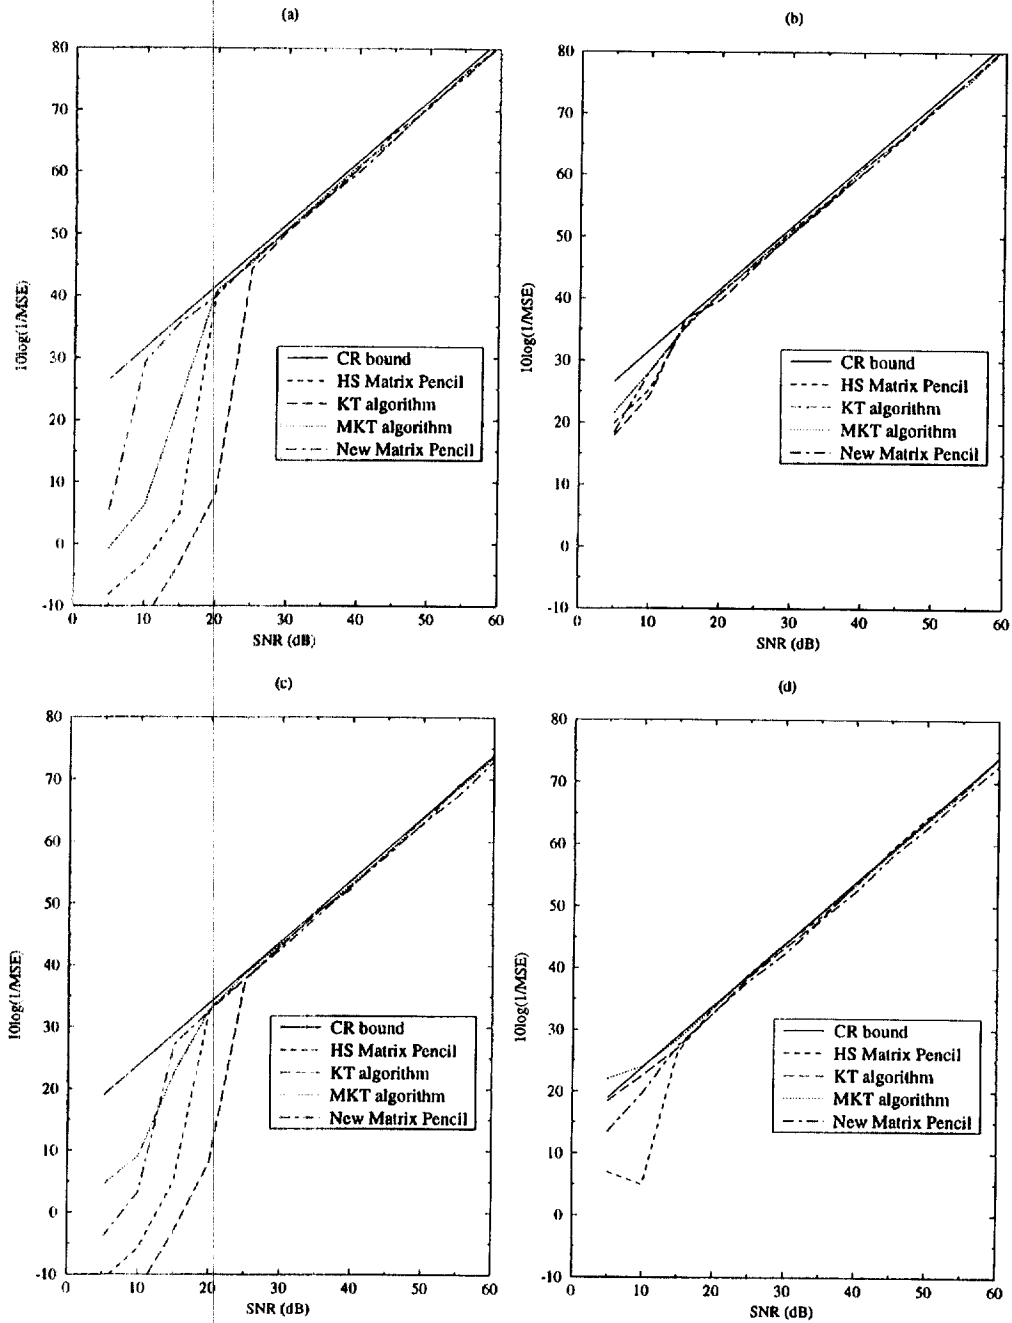 (a)
80
70
60
50
40
30
20
10
0
-10
10log(1/MSE)
CR bound
HS Matrix Pencil
KT algorithm
MKT algorithm
New Matrix Pencil
0 10 20 30 40 50 60
SNR (dB)
(b)
80
70
60
50
40
30
20
10
0
-10
10log(1/MSE)
CR bound
HS Matrix Pencil
KT algorithm
MKT algorithm
New Matrix Pencil
0 10 20 30 40 50 60
SNR (dB)
(c)
80
70
60
50
40
30
20
10
0
-10
10log(1/MSE)
CR bound
HS Matrix Pencil
KT algorithm
MKT algorithm
New Matrix Pencil
0 10 20 30 40 50 60
SNR (dB)
(d)
80
70
60
50
40
30
20
10
0
-10
10log(1/MSE)
CR bound
HS Matrix Pencil
KT algorithm
MKT algorithm
New Matrix Pencil
0 10 20 30 40 50 60
SNR (dB)